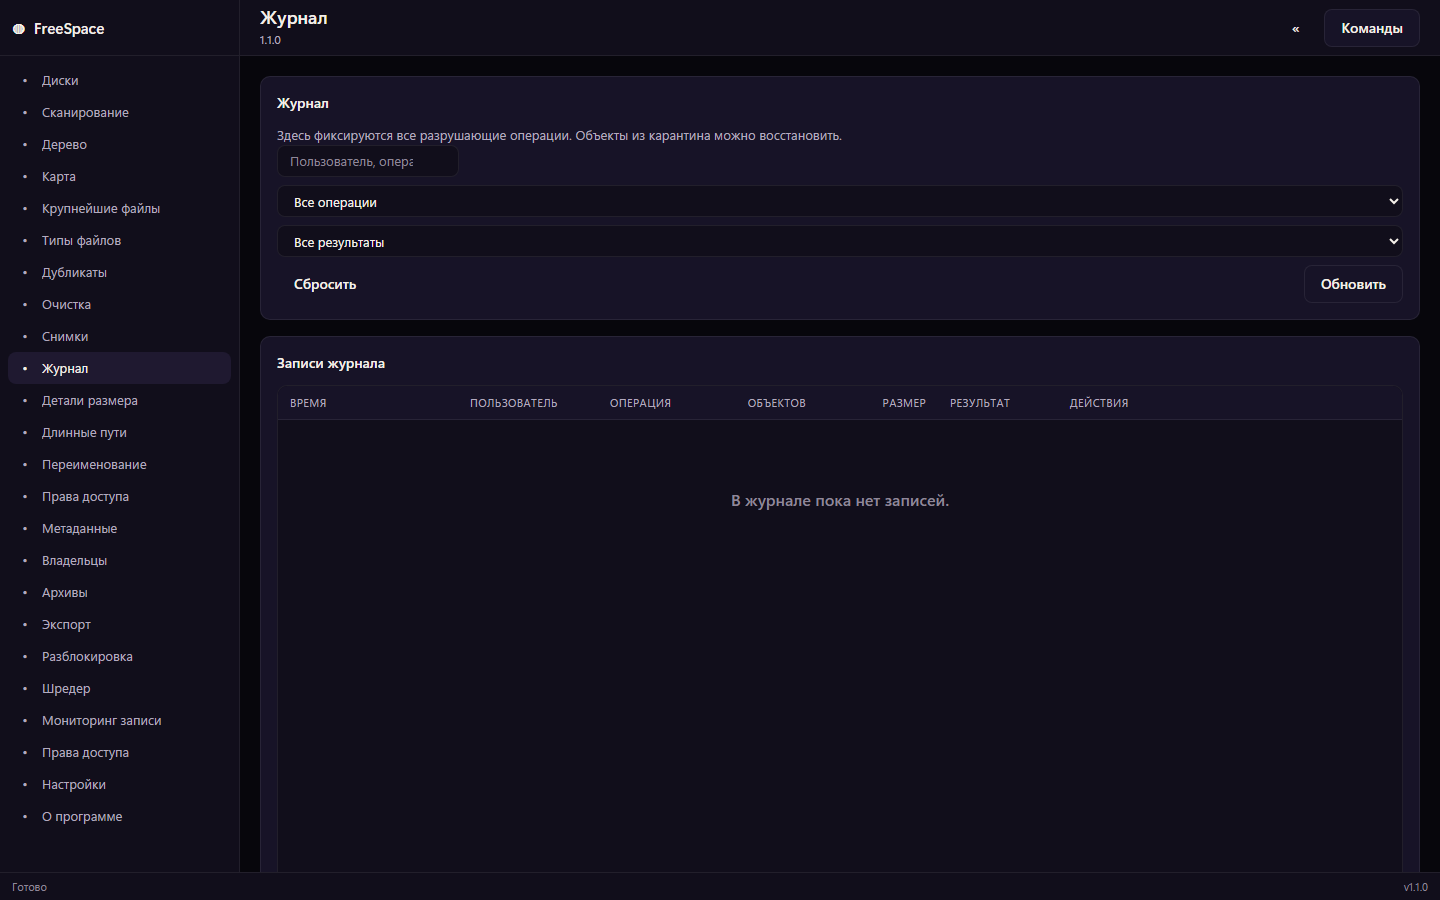 FreeSpace
Журнал
1.1.0
«
Команды
• Диски
• Сканирование
• Дерево
• Карта
• Крупнейшие файлы
• Типы файлов
• Дубликаты
• Очистка
• Снимки
• Журнал
• Детали размера
• Длинные пути
• Переименование
• Права доступа
• Метаданные
• Владельцы
• Архивы
• Экспорт
• Разблокировка
• Шредер
• Мониторинг записи
• Права доступа
• Настройки
• О программе
Журнал
Здесь фиксируются все разрушающие операции. Объекты из карантина можно восстановить.
Пользователь, опера
Все операции
Все результаты
Сбросить
Обновить
Записи журнала
ВРЕМЯ ПОЛЬЗОВАТЕЛЬ ОПЕРАЦИЯ ОБЪЕКТОВ РАЗМЕР РЕЗУЛЬТАТ ДЕЙСТВИЯ
В журнале пока нет записей.
Готово
v1.1.0